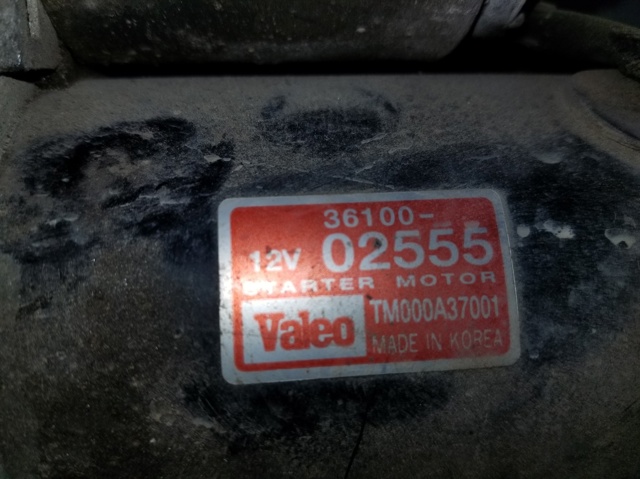 36100-
12V 02555
STARTER MOTOR
Valeo TM000A37001
MADE IN KOREA